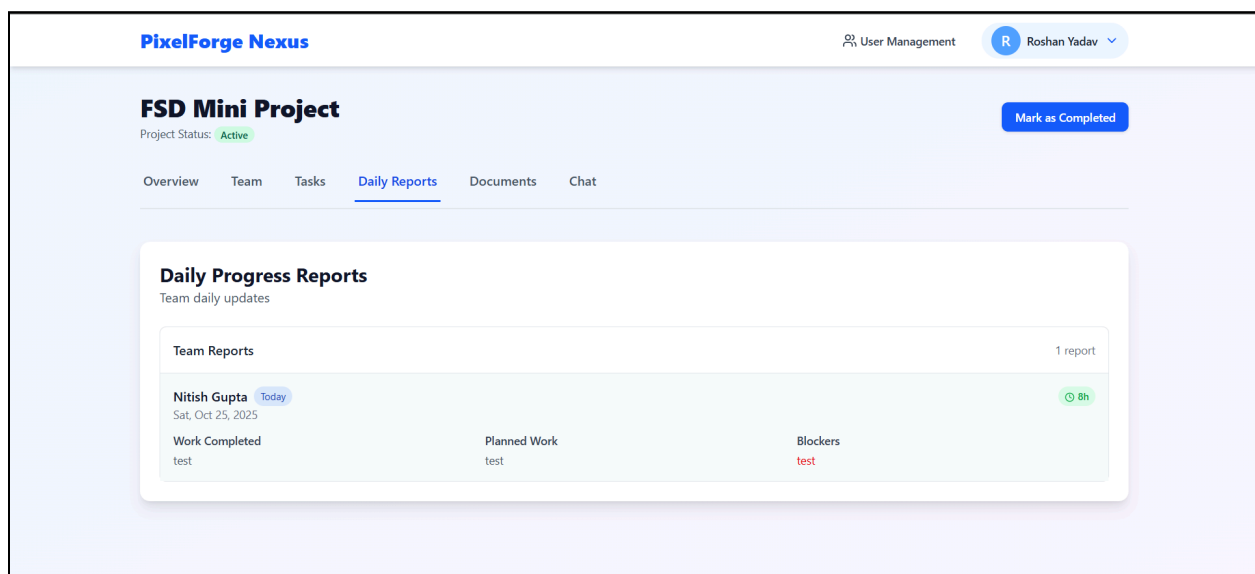 PixelForge Nexus
User Management
R
Roshan Yadav
FSD Mini Project
Mark as Completed
Project Status: Active
Overview Team Tasks Daily Reports Documents Chat
Daily Progress Reports
Team daily updates
Team Reports
1 report
Nitish Gupta Today
8h
Sat, Oct 25, 2025
Work Completed Planned Work Blockers
test test test